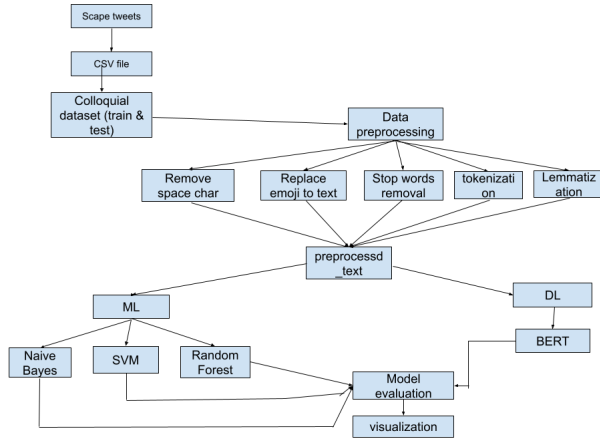 Scape tweets
CSV file
Colloquial
dataset (train &
test)
Data
preprocessing
Remove
space char
Replace
emoji to text
Stop words
removal
tokenizati
on
Lemmatiz
ation
preprocessd
_text
ML
DL
Naive
Bayes
SVM
Random
Forest
BERT
Model
evaluation
visualization